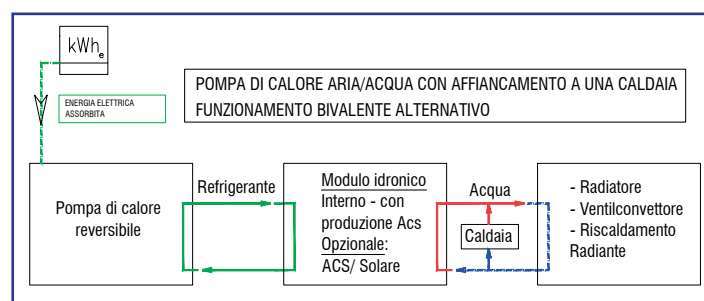 kWhe
POMPA DI CALORE ARIA/ACQUA CON AFFIANCAMENTO A UNA CALDAIA
FUNZIONAMENTO BIVALENTE ALTERNATIVO
ENERGIA ELETTRICA
ASSORBITA
Pompa di calore
reversibile
Refrigerante
Modulo idronico
Interno - con
produzione Acs
Opzionale:
ACS/ Solare
Acqua
Caldaia
- Radiatore
- Ventilconvettore
- Riscaldamento
Radiante